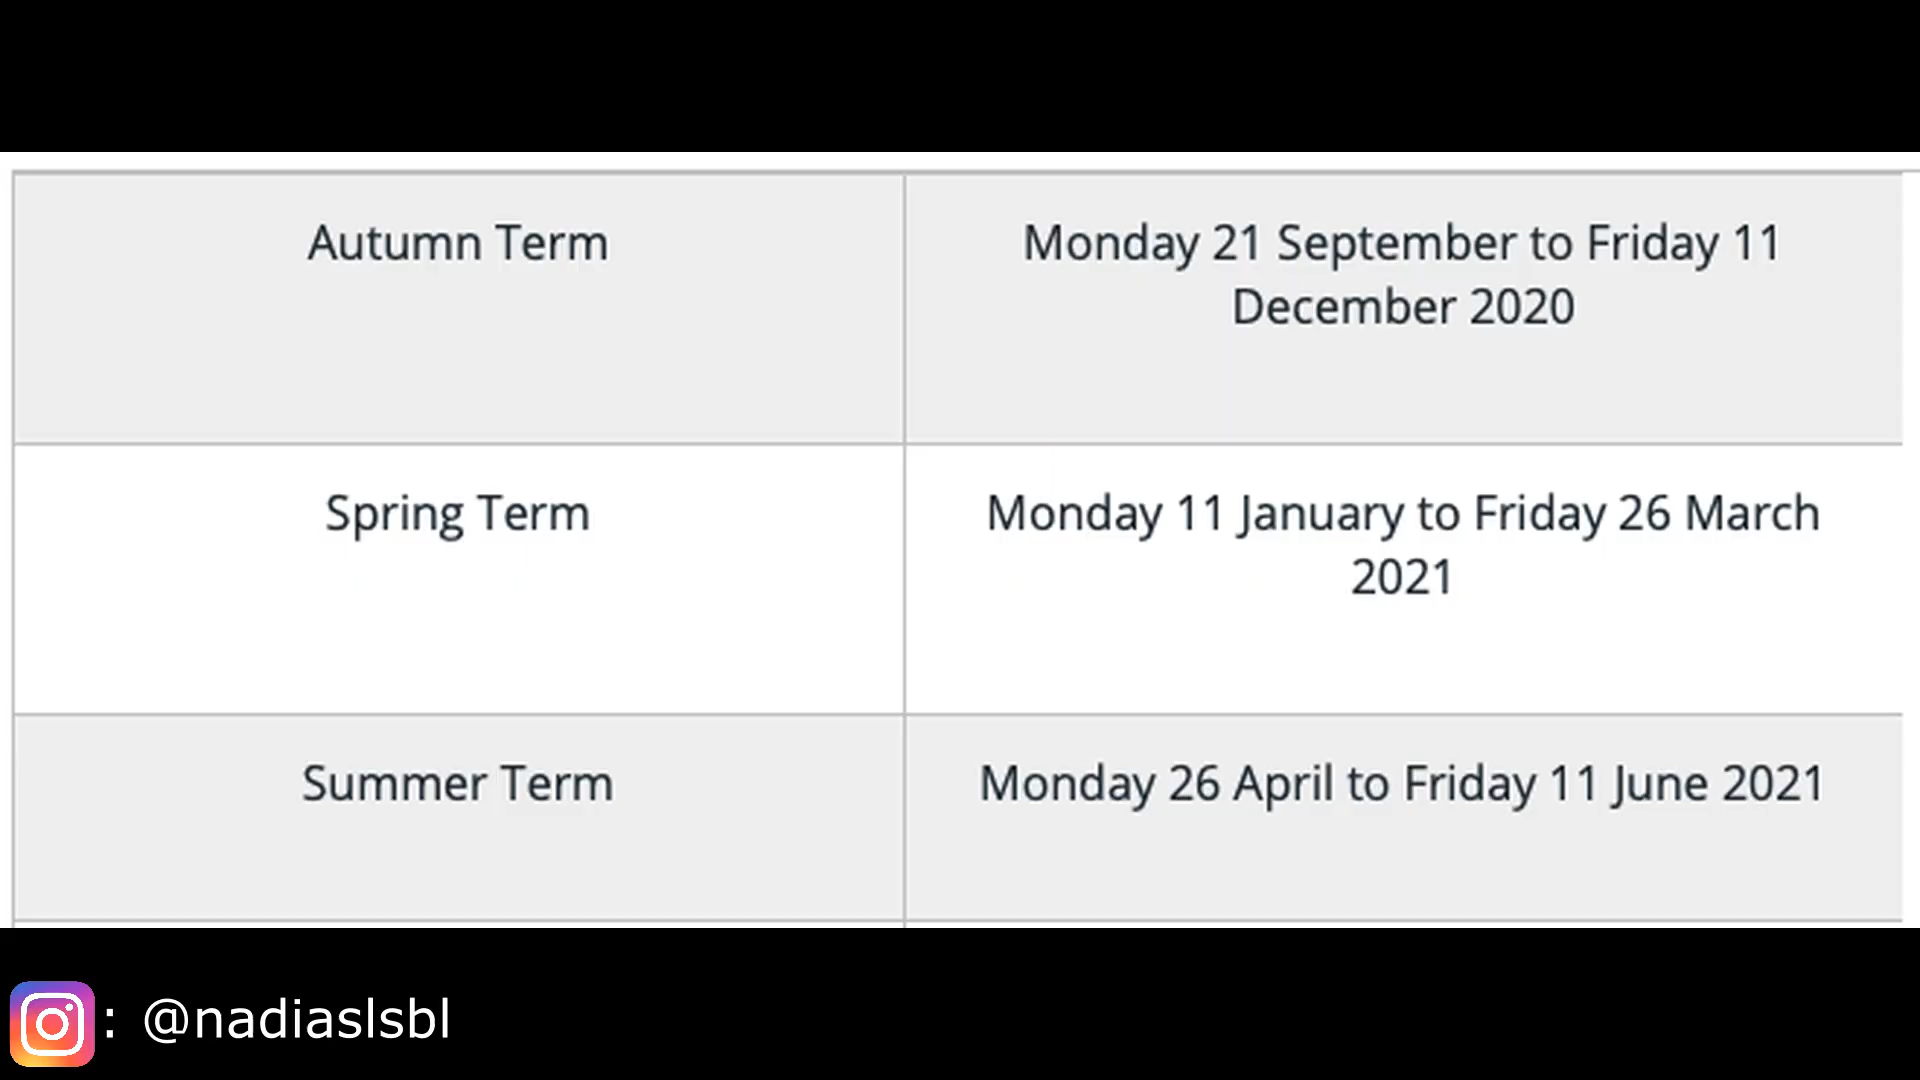 Autumn Term
Monday 21 September to Friday 11
December 2020
Spring Term
Monday 11 January to Friday 26 March
2021
Summer Term
Monday 26 April to Friday 11 June 2021
: @nadiaslsbl